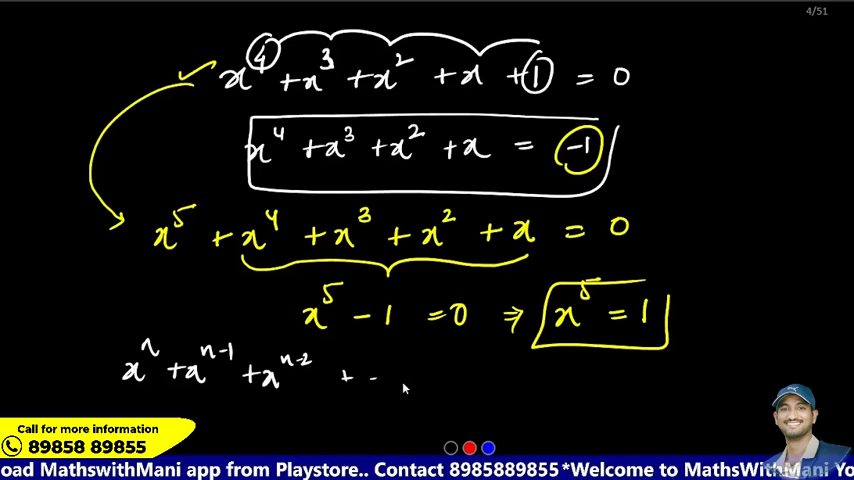 4/51
x⁴ + x³ + x² + x + 1 = 0
x⁴ + x³ + x² + x = -1
x⁵ + x⁴ + x³ + x² + x = 0
x⁵ - 1 = 0 ⇒ x⁵ = 1
xⁿ + xⁿ⁻¹ + xⁿ⁻² + - .
Call for more information
89858 89855
oad MathswithMani app from Playstore.. Contact 8985889855 *Welcome to MathsWithMani Yo